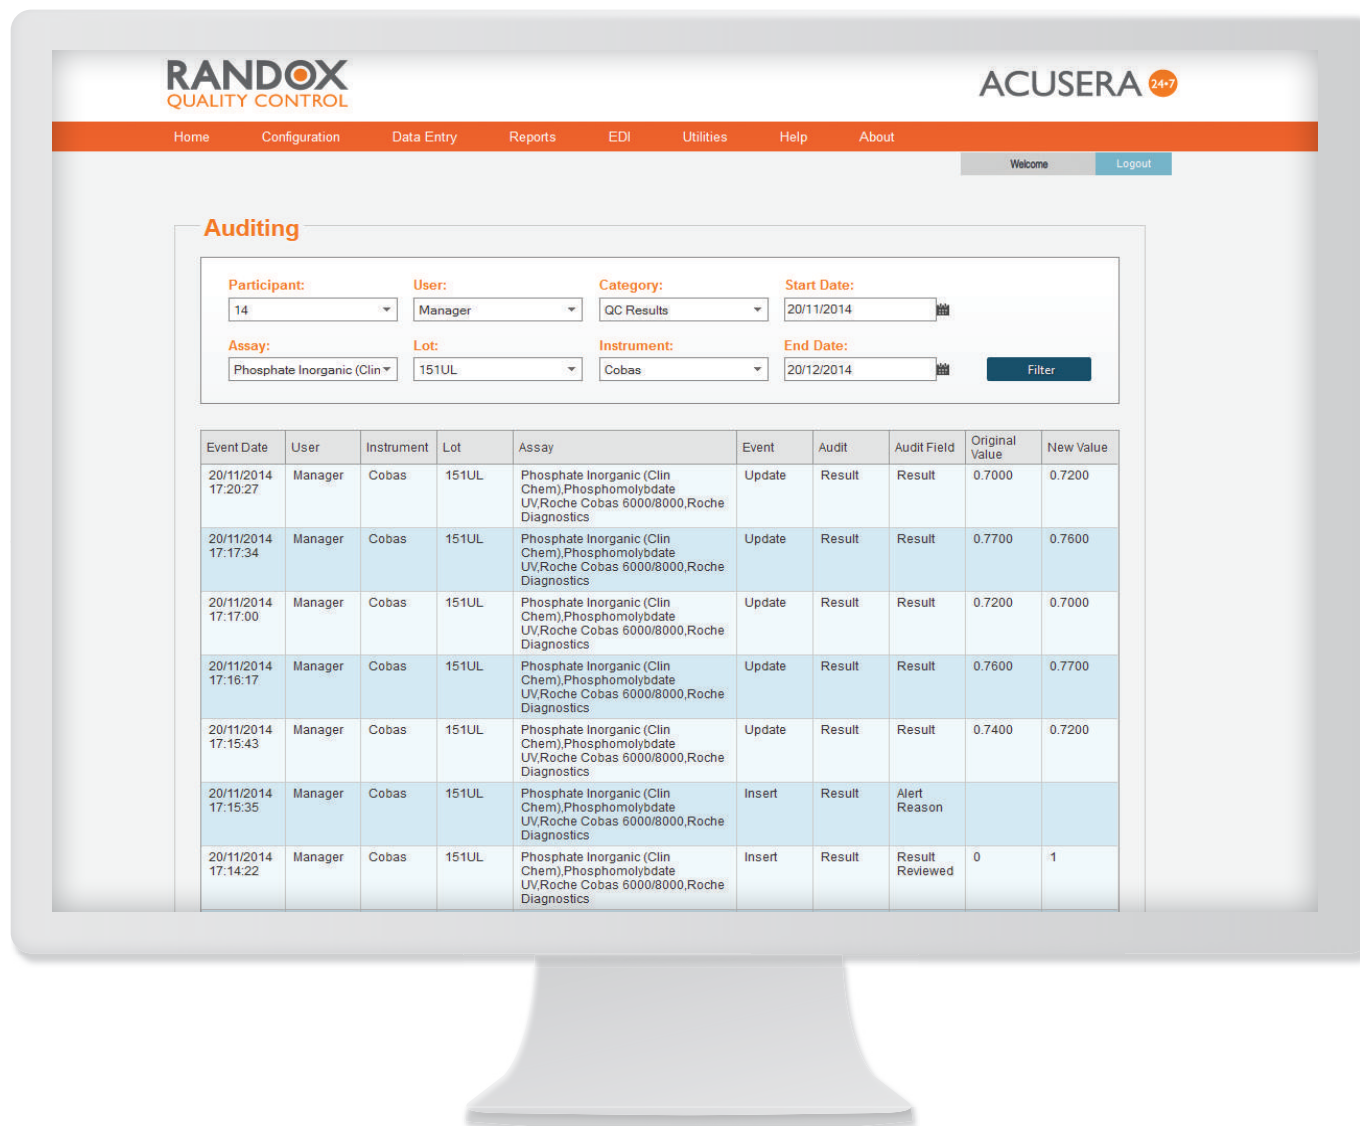 RANDOX
QUALITY CONTROL
ACUSERA 24•7
Home Configuration Data Entry Reports EDI Utilities Help About
Welcome Logout
Auditing
Participant: User: Category: Start Date:
14 Manager QC Results 20/11/2014
Assay: Lot: Instrument: End Date:
Phosphate Inorganic (Clin 151UL Cobas 20/12/2014 Filter
Event Date User Instrument Lot Assay Event Audit Audit Field Original Value New Value
20/11/2014 Manager Cobas 151UL Phosphate Inorganic (Clin Update Result Result 0.7000 0.7200
17:20:27 Chem),Phosphomolybdate
UV,Roche Cobas 6000/8000,Roche
Diagnostics
20/11/2014 Manager Cobas 151UL Phosphate Inorganic (Clin Update Result Result 0.7700 0.7600
17:17:34 Chem),Phosphomolybdate
UV,Roche Cobas 6000/8000,Roche
Diagnostics
20/11/2014 Manager Cobas 151UL Phosphate Inorganic (Clin Update Result Result 0.7200 0.7000
17:17:00 Chem),Phosphomolybdate
UV,Roche Cobas 6000/8000,Roche
Diagnostics
20/11/2014 Manager Cobas 151UL Phosphate Inorganic (Clin Update Result Result 0.7600 0.7700
17:16:17 Chem),Phosphomolybdate
UV,Roche Cobas 6000/8000,Roche
Diagnostics
20/11/2014 Manager Cobas 151UL Phosphate Inorganic (Clin Update Result Result 0.7400 0.7200
17:15:43 Chem),Phosphomolybdate
UV,Roche Cobas 6000/8000,Roche
Diagnostics
20/11/2014 Manager Cobas 151UL Phosphate Inorganic (Clin Insert Result Alert
17:15:35 Chem),Phosphomolybdate Reason
UV,Roche Cobas 6000/8000,Roche
Diagnostics
20/11/2014 Manager Cobas 151UL Phosphate Inorganic (Clin Insert Result Result 0 1
17:14:22 Chem),Phosphomolybdate Reviewed
UV,Roche Cobas 6000/8000,Roche
Diagnostics